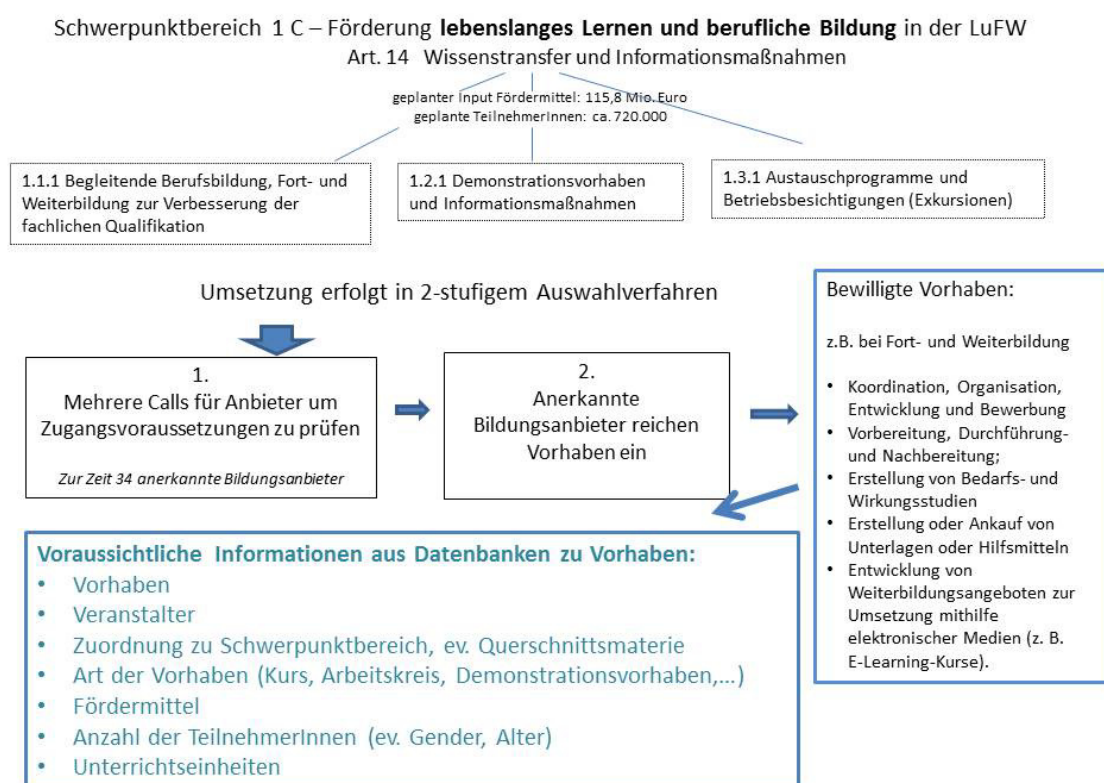 Schwerpunktbereich 1 C – Förderung lebenslanges Lernen und berufliche Bildung in der LuFW
Art. 14 Wissenstransfer und Informationsmaßnahmen
geplanter Input Fördermittel: 115,8 Mio. Euro
geplante TeilnehmerInnen: ca. 720.000
1.1.1 Begleitende Berufsbildung, Fort- und
Weiterbildung zur Verbesserung der
fachlichen Qualifikation
1.2.1 Demonstrationsvorhaben
und Informationsmaßnahmen
1.3.1 Austauschprogramme und
Betriebsbesichtigungen (Exkursionen)
Umsetzung erfolgt in 2-stufigem Auswahlverfahren
1.
Mehrere Calls für Anbieter um
Zugangsvoraussetzungen zu prüfen
Zur Zeit 34 anerkannte Bildungsanbieter
2.
Anerkannte
Bildungsanbieter reichen
Vorhaben ein
Bewilligte Vorhaben:
z.B. bei Fort- und Weiterbildung
• Koordination, Organisation,
Entwicklung und Bewerbung
• Vorbereitung, Durchführung-
und Nachbereitung;
• Erstellung von Bedarfs- und
Wirkungsstudien
• Erstellung oder Ankauf von
Unterlagen oder Hilfsmitteln
• Entwicklung von
Weiterbildungsangeboten zur
Umsetzung mithilfe
elektronischer Medien (z. B.
E-Learning-Kurse).
Voraussichtliche Informationen aus Datenbanken zu Vorhaben:
• Vorhaben
• Veranstalter
• Zuordnung zu Schwerpunktbereich, ev. Querschnittsmaterie
• Art der Vorhaben (Kurs, Arbeitskreis, Demonstrationsvorhaben,...)
• Fördermittel
• Anzahl der TeilnehmerInnen (ev. Gender, Alter)
• Unterrichtseinheiten